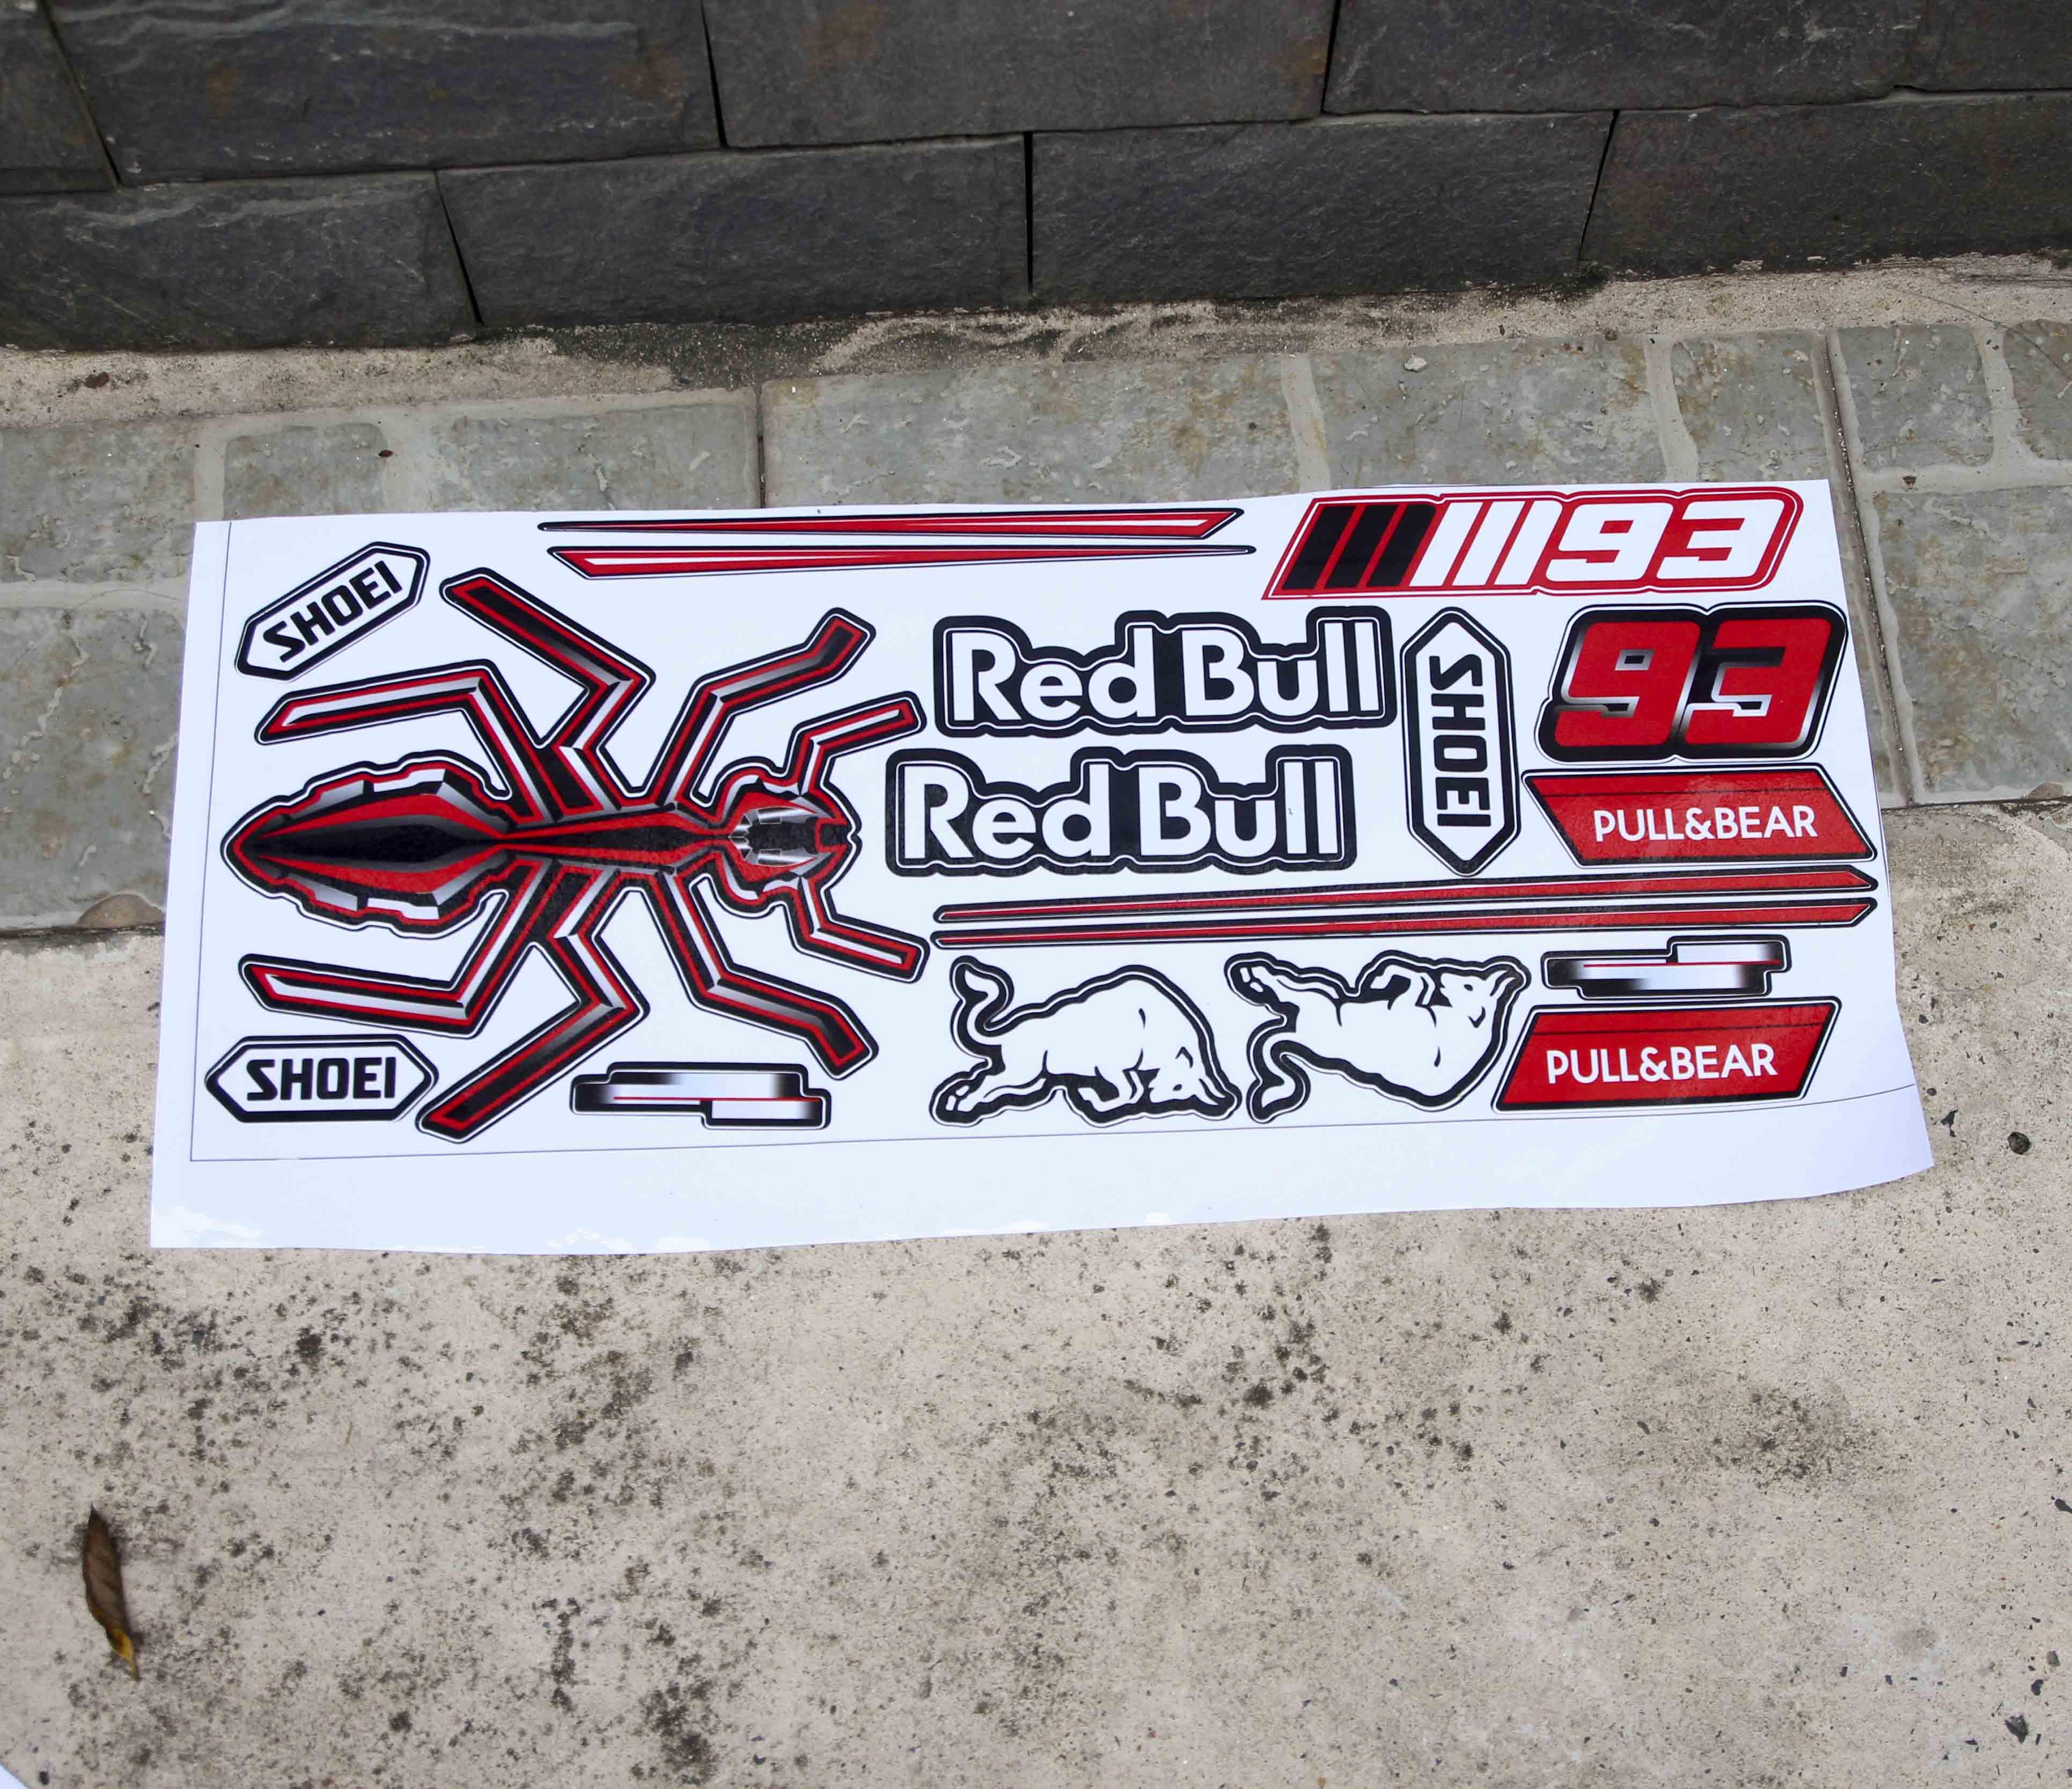 93
SHOEI
Red Bull
SHOEI
93
Red Bull
PULL&BEAR
SHOEI
PULL&BEAR